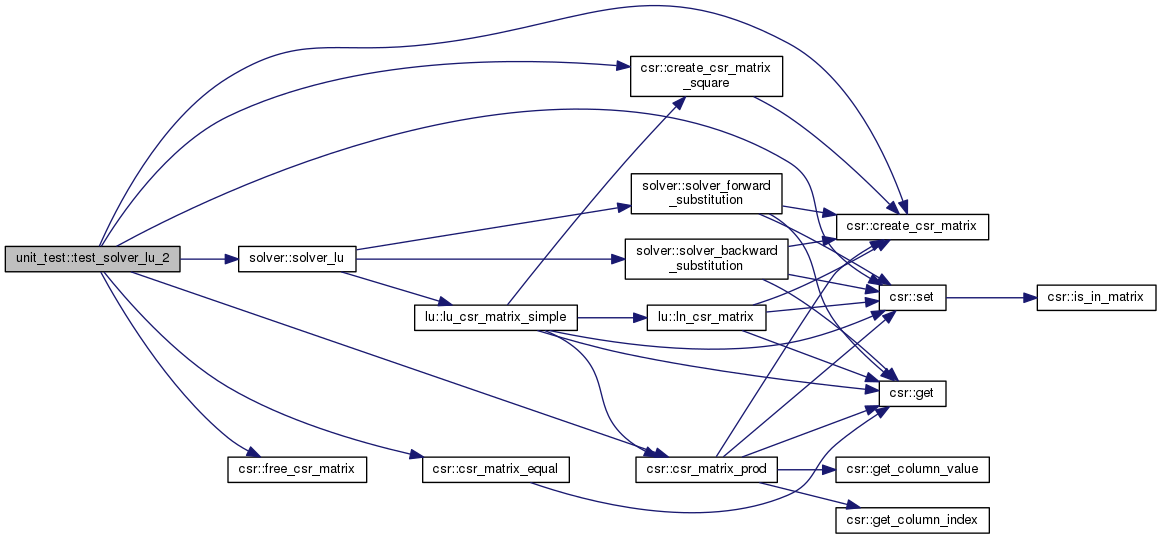 csr::create_csr_matrix
_square
solver::solver_forward
_substitution
csr::create_csr_matrix
unit_test::test_solver_lu_2
solver::solver_lu
solver::solver_backward
_substitution
csr::set
csr::is_in_matrix
lu::lu_csr_matrix_simple
lu::ln_csr_matrix
csr::get
csr::free_csr_matrix
csr::csr_matrix_equal
csr::csr_matrix_prod
csr::get_column_value
csr::get_column_index